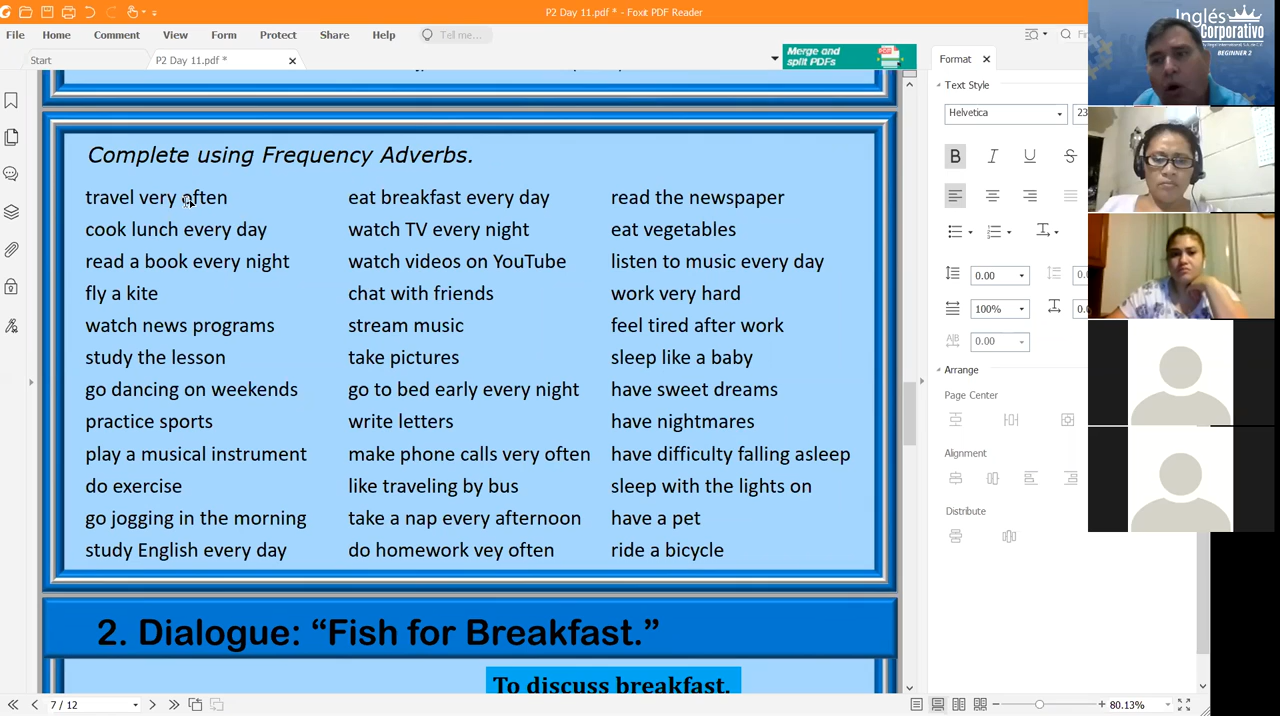 P2 Day 11.pdf * - Foxit PDF Reader
File Home Comment View Form Protect Share Help Tell me...
Start P2 Day 11.pdf *
Merge and split PDFs
Complete using Frequency Adverbs.
travel very often eat breakfast every day read the newspaper
cook lunch every day watch TV every night eat vegetables
read a book every night watch videos on YouTube listen to music every day
fly a kite chat with friends work very hard
watch news programs stream music feel tired after work
study the lesson take pictures sleep like a baby
go dancing on weekends go to bed early every night have sweet dreams
practice sports write letters have nightmares
play a musical instrument make phone calls very often have difficulty falling asleep
do exercise like traveling by bus sleep with the lights on
go jogging in the morning take a nap every afternoon have a pet
study English every day do homework vey often ride a bicycle
2. Dialogue: “Fish for Breakfast.”
To discuss breakfast.
7 / 12
80.13%
Format
Text Style
Helvetica 23
B I U S
0.00 0.
100% 0.
0.00
Arrange
Page Center
Alignment
Distribute
Inglés
Corporativo
BEGINNER 2